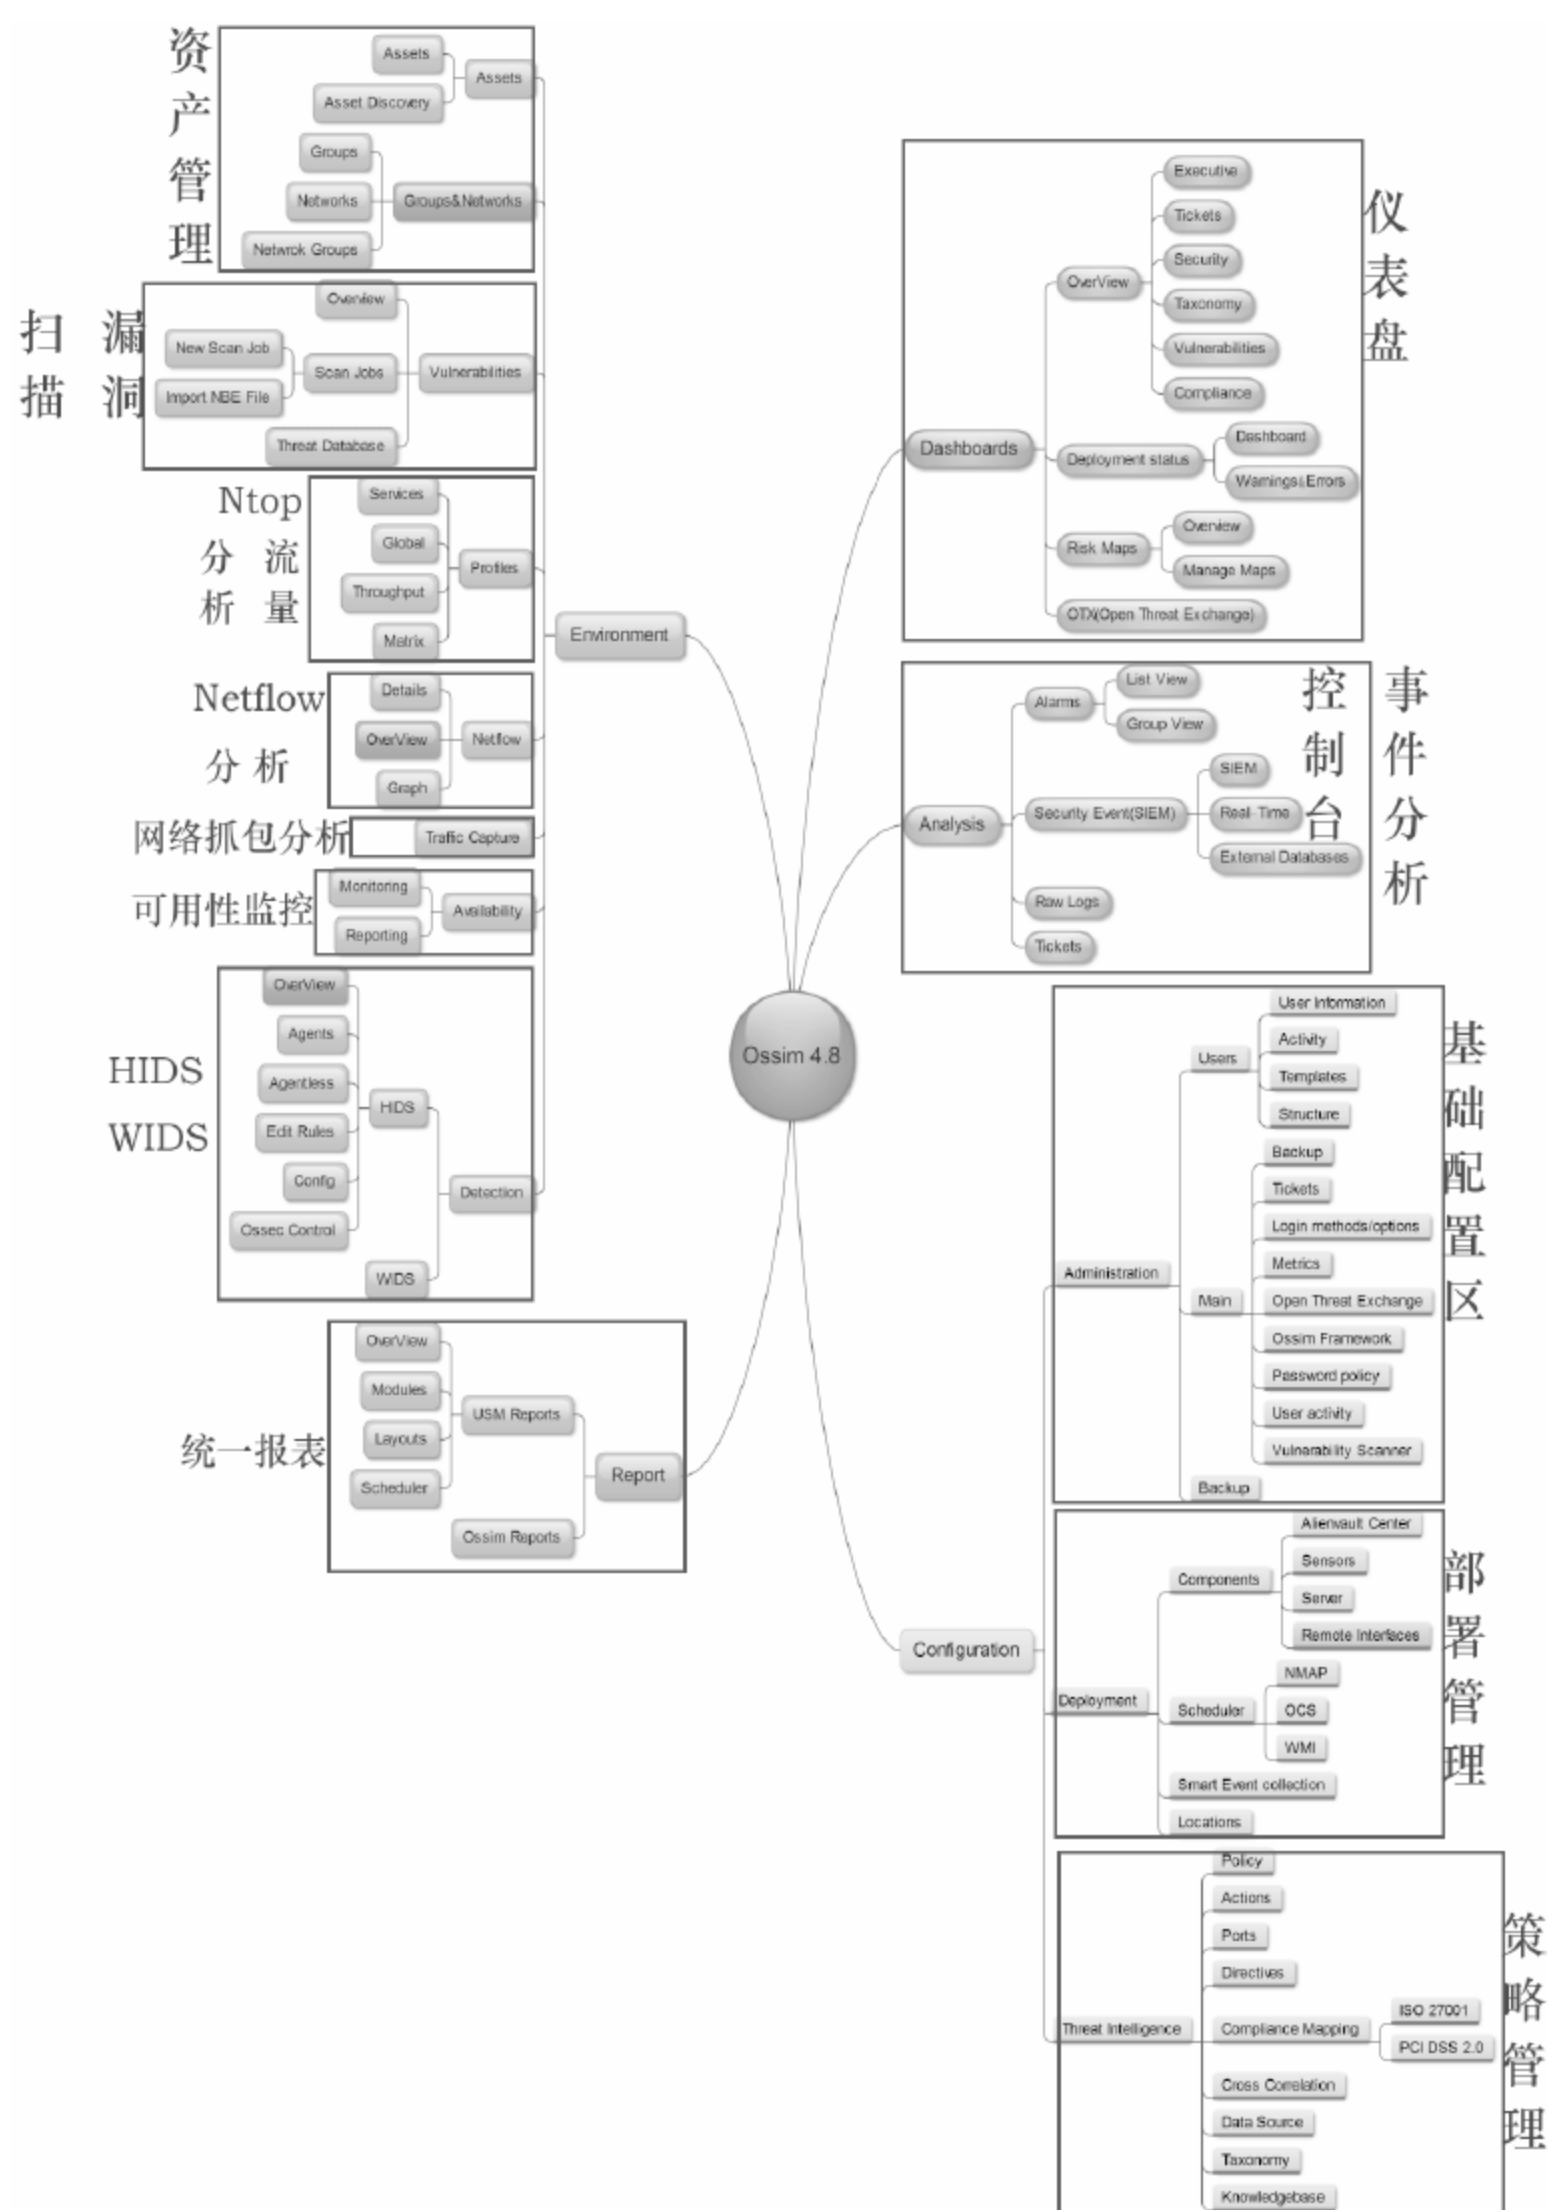 资产管理
Assets
Asset Discovery
Assets
Groups
Networks
Netwrok Groups
Groups&Networks
漏洞
扫描
Overview
New Scan Job
Import NBE File
Scan Jobs
Threat Database
Vulnerabilities
Ntop
流量
分析
Services
Global
Throughput
Matrix
Profiles
Netflow
分析
Details
OverView
Graph
Netflow
网络抓包分析
Traffic Capture
可用性监控
Monitoring
Reporting
Availability
HIDS
WIDS
OverView
Agents
Agentless
Edit Rules
Config
Ossec Control
HIDS
WIDS
Detection
Environment
统一报表
OverView
Modules
Layouts
Scheduler
USM Reports
Ossim Reports
Report
Ossim 4.8
Dashboards
OverView
Executive
Tickets
Security
Taxonomy
Vulnerabilities
Compliance
Deployment status
Dashboard
Warnings&Errors
Risk Maps
Overview
Manage Maps
OTX(Open Threat Exchange)
仪表盘
Analysis
Alarms
List View
Group View
Security Event(SIEM)
SIEM
Real-Time
External Databases
Raw Logs
Tickets
事件分析
控制台
Configuration
Administration
Users
User Information
Activity
Templates
Structure
Main
Backup
Tickets
Login methods/options
Metrics
Open Threat Exchange
Ossim Framework
Password policy
User activity
Vulnerability Scanner
Backup
基础配置区
Deployment
Components
Alienvault Center
Sensors
Server
Remote Interfaces
Scheduler
NMAP
OCS
WMI
Smart Event collection
Locations
部署管理
Threat Intelligence
Policy
Actions
Ports
Directives
Compliance Mapping
ISO 27001
PCI DSS 2.0
Cross Correlation
Data Source
Taxonomy
Knowledgebase
策略管理